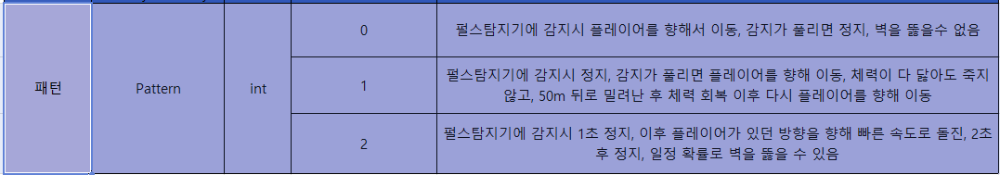 패턴
Pattern
int
0
펄스탐지기에 감지시 플레이어를 향해서 이동, 감지가 풀리면 정지, 벽을 뚫을수 없음
1
펄스탐지기에 감지시 정지, 감지가 풀리면 플레이어를 향해 이동, 체력이 다 닳아도 죽지
않고, 50m 뒤로 밀려난 후 체력 회복 이후 다시 플레이어를 향해 이동
2
펄스탐지기에 감지시 1초 정지, 이후 플레이어가 있던 방향을 향해 빠른 속도로 돌진, 2초
후 정지, 일정 확률로 벽을 뚫을 수 있음